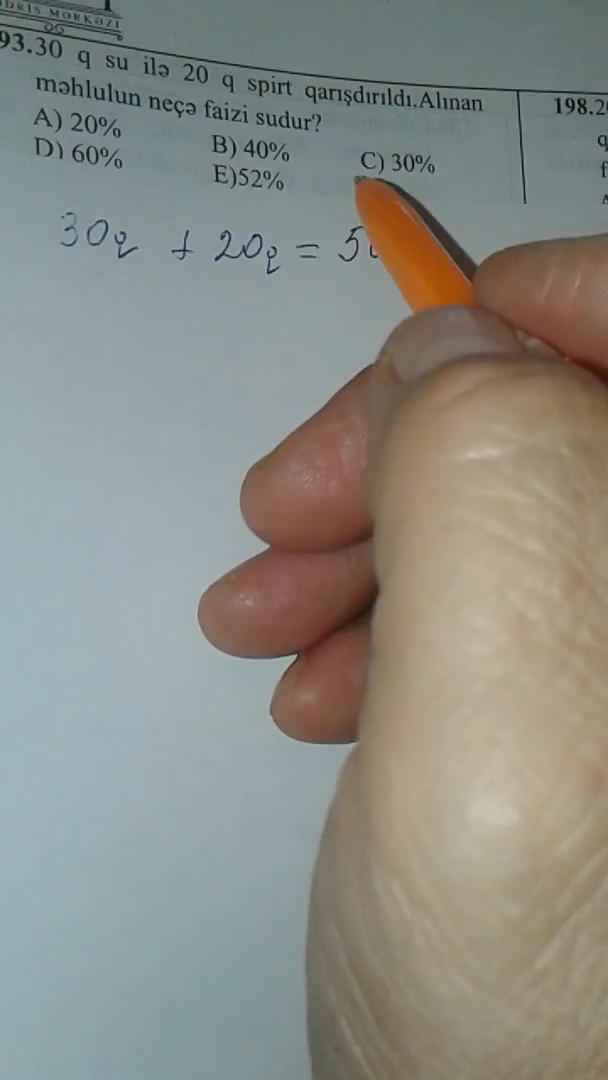 93.30 q su ilə 20 q spirt qarışdırıldı.Alınan
məhlulun neçə faizi sudur?
A) 20% B) 40% C) 30%
D) 60% E)52%
198.2
q
f
30q + 20q = 5